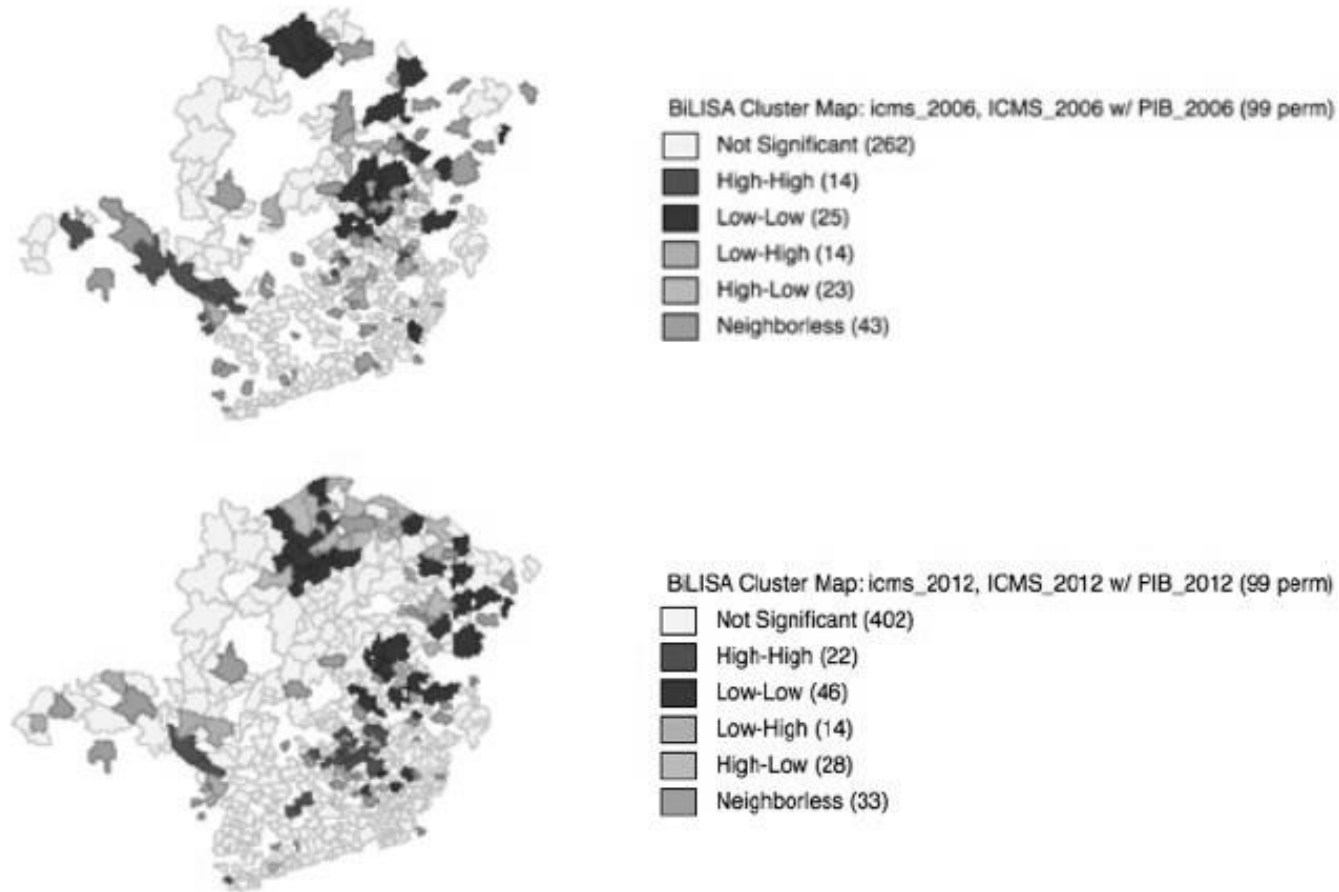 BiLISA Cluster Map: icms_2006, ICMS_2006 w/ PIB_2006 (99 perm)
Not Significant (262)
High-High (14)
Low-Low (25)
Low-High (14)
High-Low (23)
Neighborless (43)
BiLISA Cluster Map: icms_2012, ICMS_2012 w/ PIB_2012 (99 perm)
Not Significant (402)
High-High (22)
Low-Low (46)
Low-High (14)
High-Low (28)
Neighborless (33)